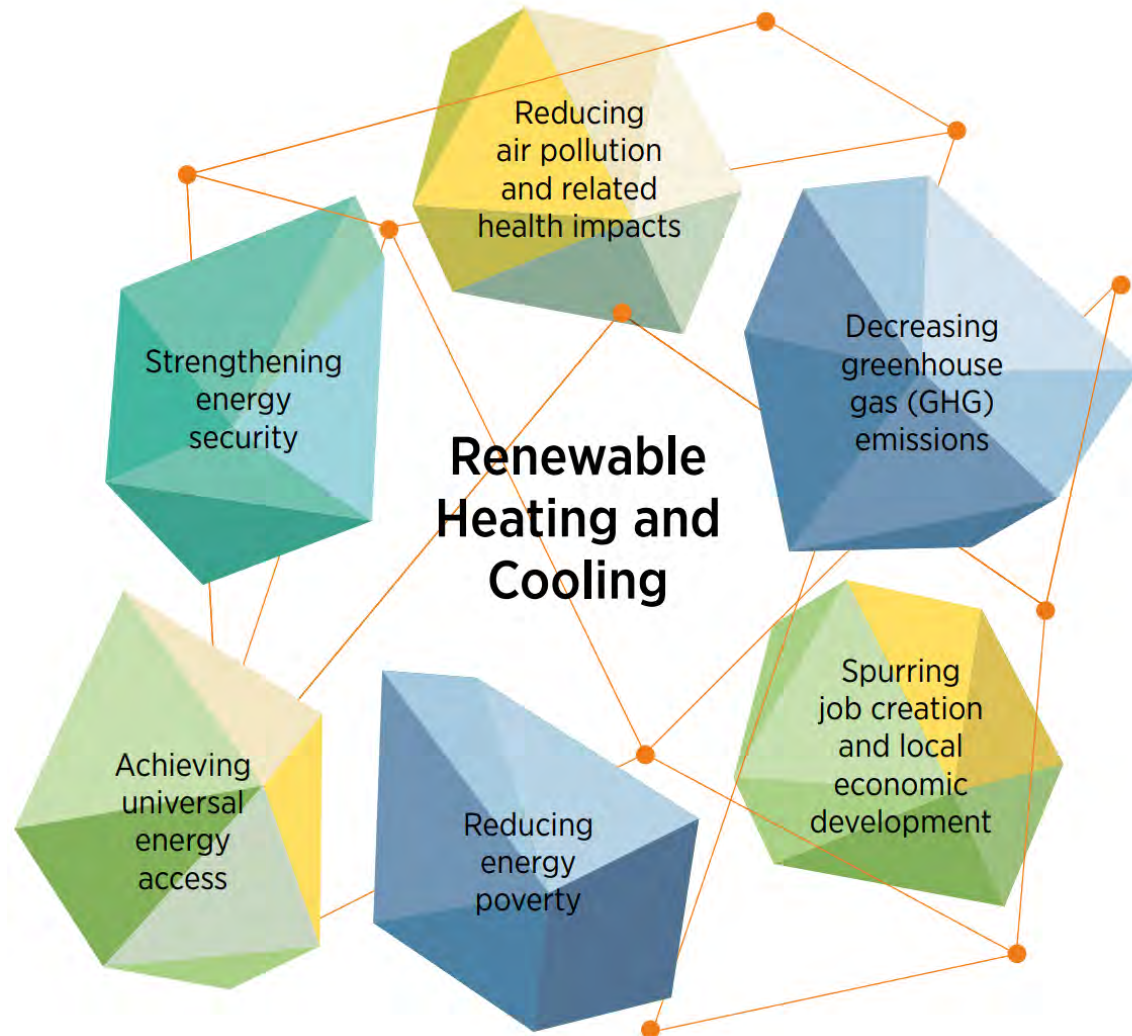 Reducing
air pollution
and related
health impacts
Strengthening
energy
security
Decreasing
greenhouse
gas (GHG)
emissions
Renewable
Heating and
Cooling
Achieving
universal
energy
access
Reducing
energy
poverty
Spurring
job creation
and local
economic
development